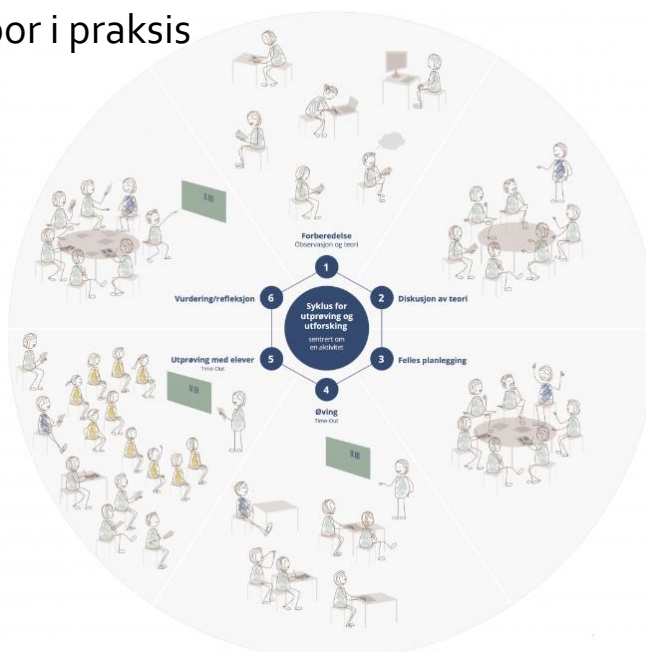 i praksis
Forberedelse
Observasjon og teori
1
Vurdering/refleksjon 6
2 Diskusjon av teori
Syklus for
utprøving og
utforsking
sentrert om
en aktivitet
Utprøving med elever 5
Time-Out
3 Felles planlegging
4
Øving
Time-Out